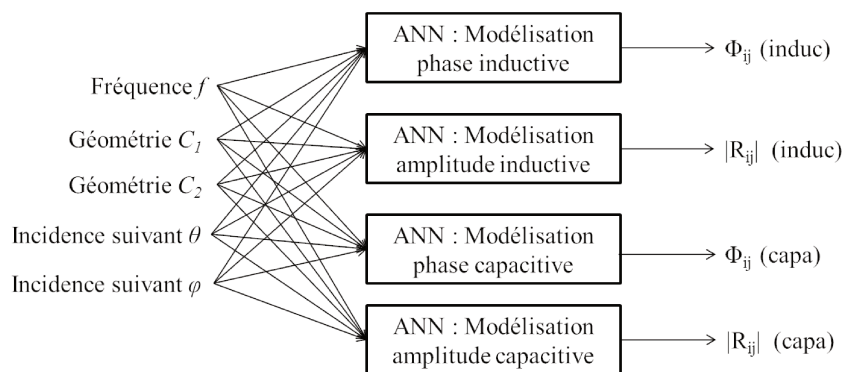 Fréquence f
Géométrie C1
Géométrie C2
Incidence suivant θ
Incidence suivant φ
ANN : Modélisation
phase inductive
ANN : Modélisation
amplitude inductive
ANN : Modélisation
phase capacitive
ANN : Modélisation
amplitude capacitive
Φij (induc)
|Rij| (induc)
Φij (capa)
|Rij| (capa)